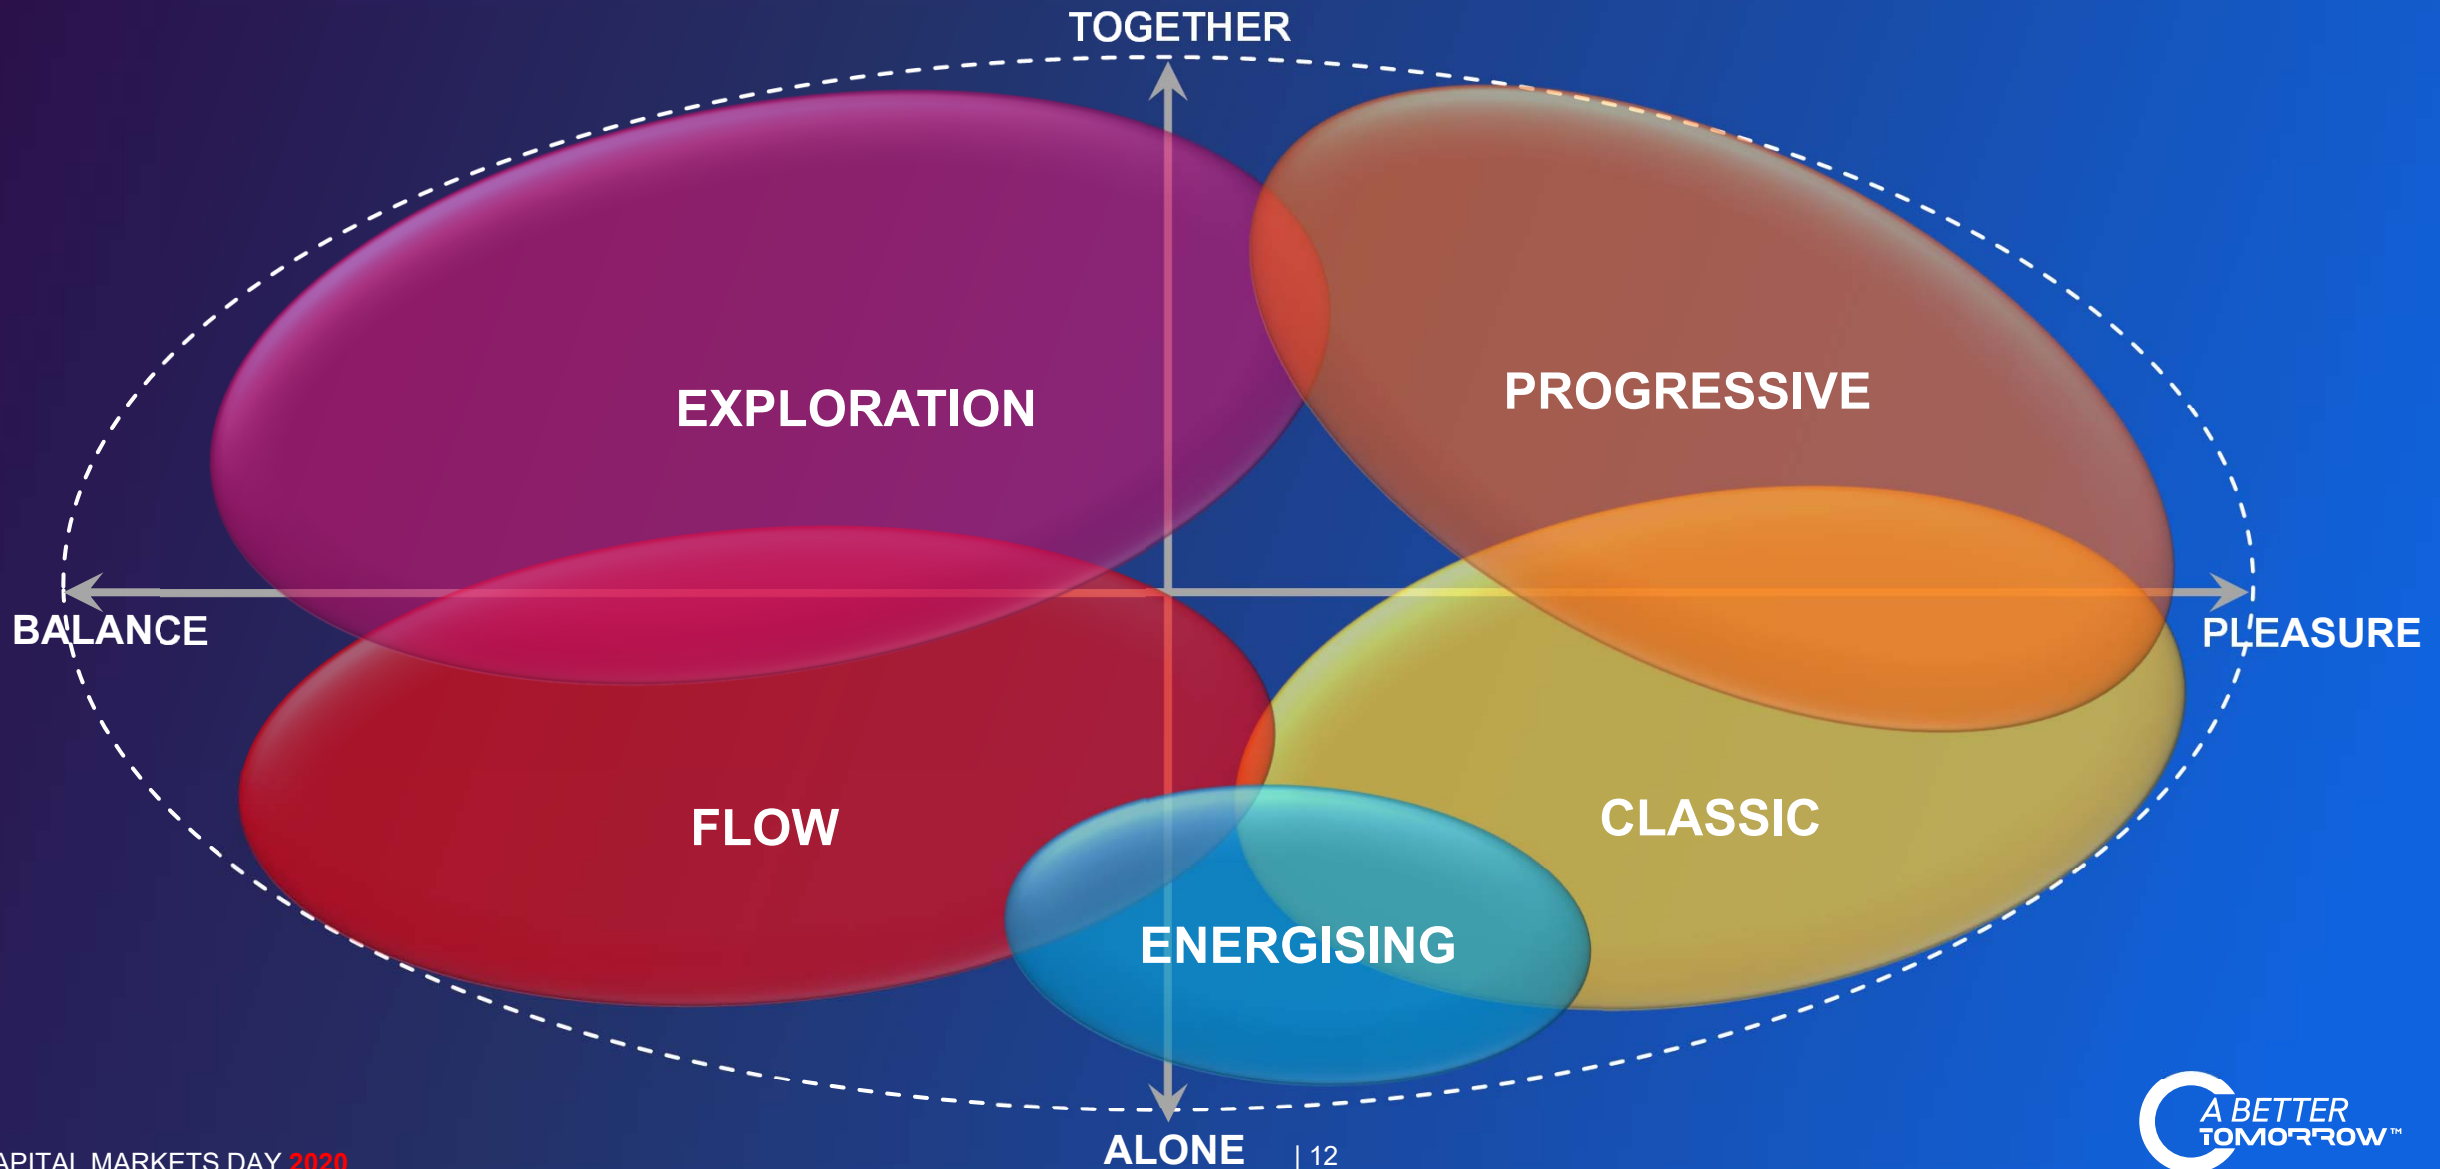 TOGETHER
PROGRESSIVE
EXPLORATION
BALANCE
PLEASURE
CLASSIC
FLOW
ENERGISING
A BETTER
TOMORROW™
ALONE
| 12
APITAL MARKETS DAY 2020